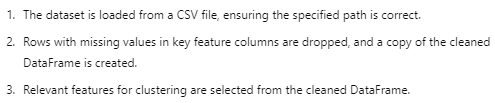 1. The dataset is loaded from a CSV file, ensuring the specified path is correct.
2. Rows with missing values in key feature columns are dropped, and a copy of the cleaned
DataFrame is created.
3. Relevant features for clustering are selected from the cleaned DataFrame.